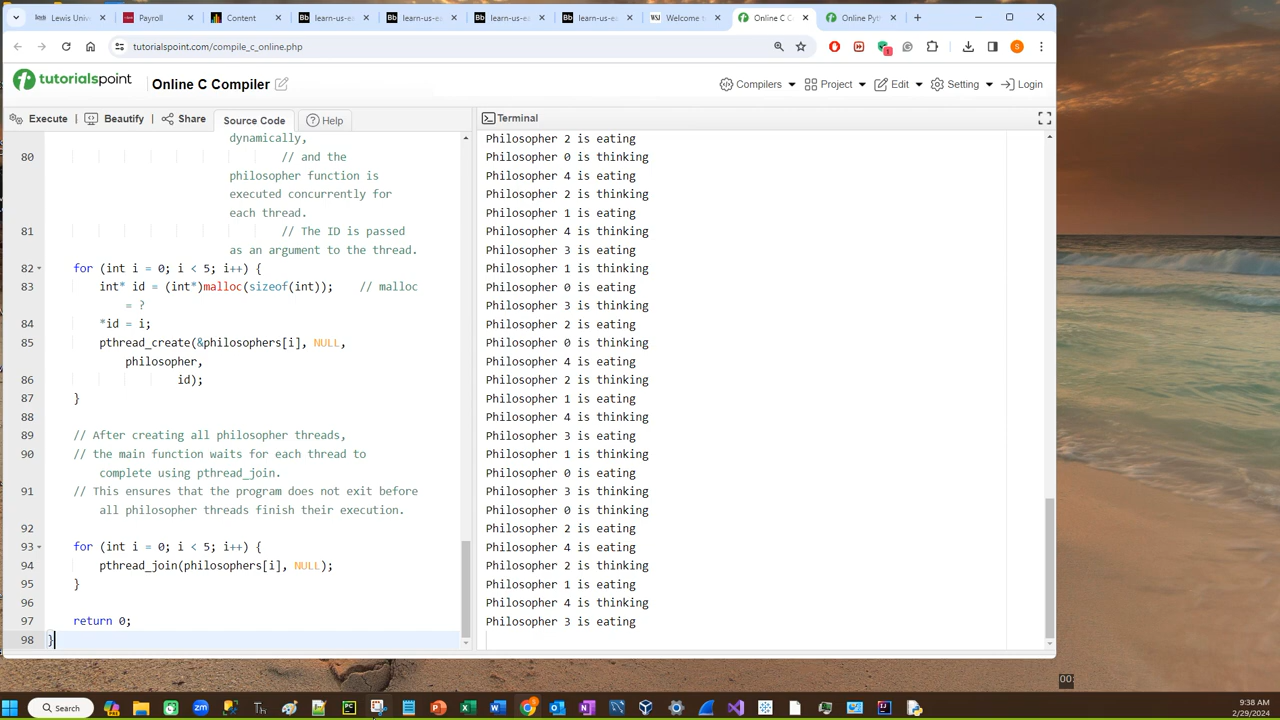 Lewis Univ
Payroll
Content
learn-us-ea
learn-us-ea
learn-us-ea
learn-us-ea
Welcome t
Online C C
Online Pyt
tutorialspoint.com/compile_c_online.php
S
tutorialspoint
Online C Compiler
Compilers
Project
Edit
Setting
Login
Execute
Beautify
Share
Source Code
Help
dynamically,
80 // and the
philosopher function is
executed concurrently for
each thread.
81 // The ID is passed
as an argument to the thread.
82 for (int i = 0; i < 5; i++) {
83 int* id = (int*)malloc(sizeof(int)); // malloc
= ?
84 *id = i;
85 pthread_create(&philosophers[i], NULL,
philosopher,
86 id);
87 }
88
89 // After creating all philosopher threads,
90 // the main function waits for each thread to
complete using pthread_join.
91 // This ensures that the program does not exit before
all philosopher threads finish their execution.
92
93 for (int i = 0; i < 5; i++) {
94 pthread_join(philosophers[i], NULL);
95 }
96
97 return 0;
98 }
Terminal
Philosopher 2 is eating
Philosopher 0 is thinking
Philosopher 4 is eating
Philosopher 2 is thinking
Philosopher 1 is eating
Philosopher 4 is thinking
Philosopher 3 is eating
Philosopher 1 is thinking
Philosopher 0 is eating
Philosopher 3 is thinking
Philosopher 2 is eating
Philosopher 0 is thinking
Philosopher 4 is eating
Philosopher 2 is thinking
Philosopher 1 is eating
Philosopher 4 is thinking
Philosopher 3 is eating
Philosopher 1 is thinking
Philosopher 0 is eating
Philosopher 3 is thinking
Philosopher 0 is thinking
Philosopher 2 is eating
Philosopher 4 is eating
Philosopher 2 is thinking
Philosopher 1 is eating
Philosopher 4 is thinking
Philosopher 3 is eating
00:
Search
9:38 AM
2/29/2024